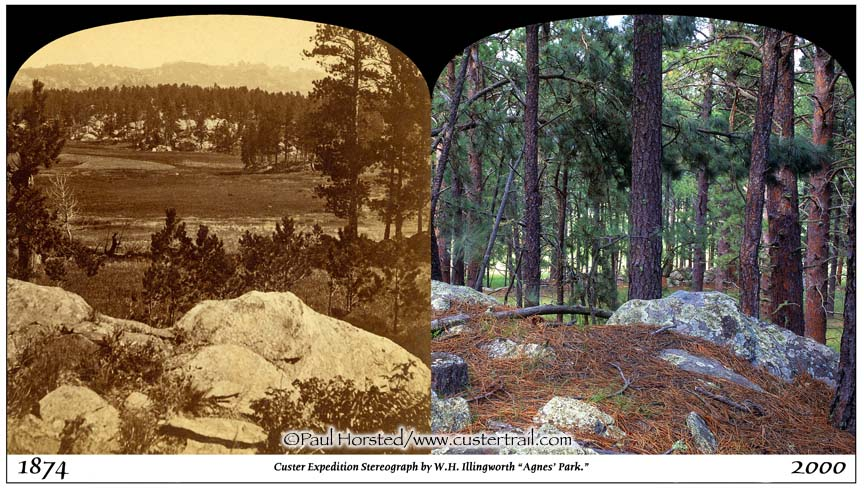 ©Paul Horsted/www.custertrail.com
1874
Custer Expedition Stereograph by W.H. Illingworth "Agnes' Park."
2000